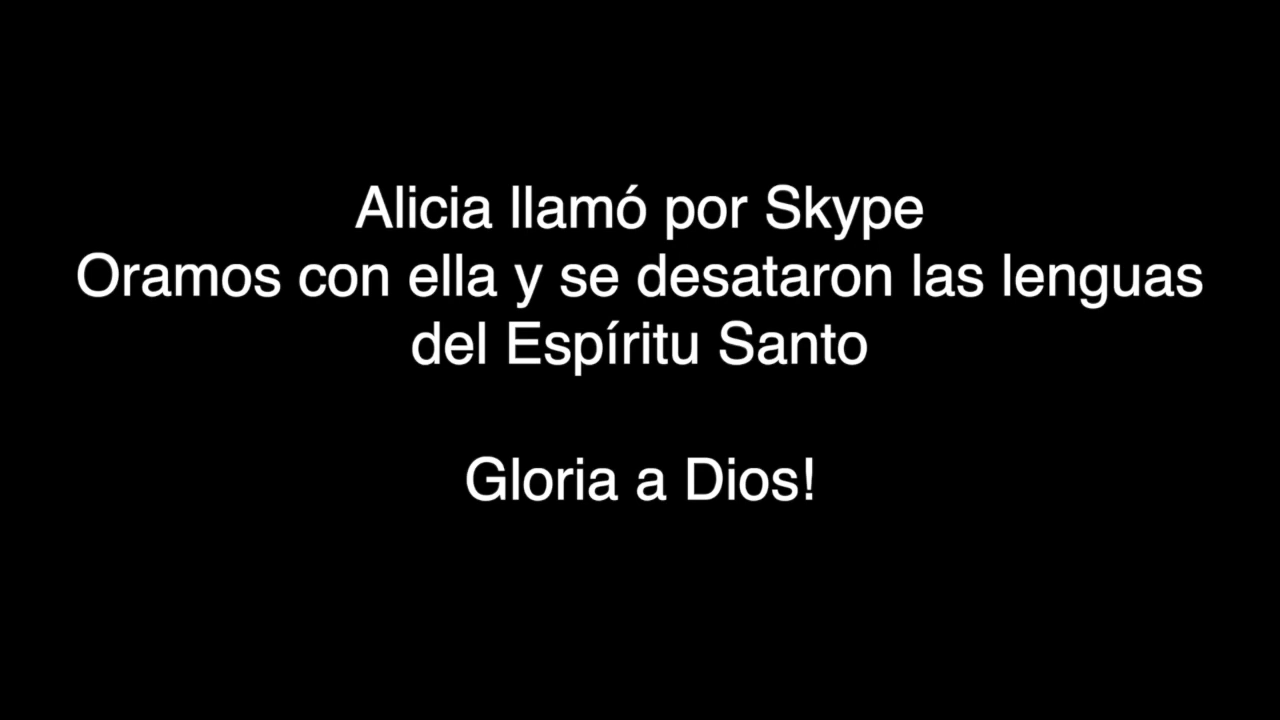 Alicia llamó por Skype
Oramos con ella y se desataron las lenguas
del Espíritu Santo
Gloria a Dios!